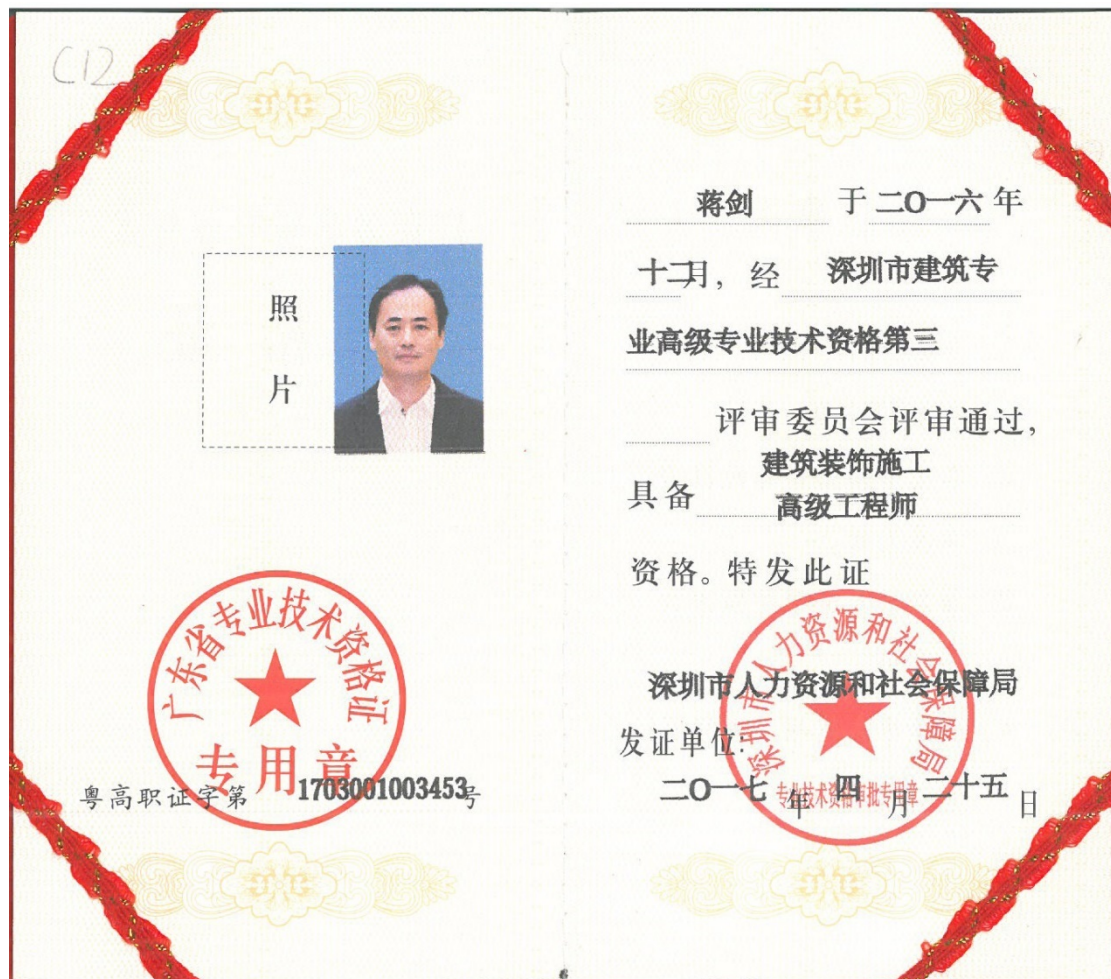 C12
照
片
广东省专业技术资格证
专用章
粤高职证字第 1703001003453号
蒋剑 于 二〇一六 年
十二月, 经 深圳市建筑专
业高级专业技术资格第三
评审委员会评审通过,
建筑装饰施工
具备 高级工程师
资格。特发此证
深圳市人力资源和社会保障局
深圳市人力资源和社会保障局
发证单位:
专业技术资格审批专用章
二〇一七 年 四 月 二十五 日
6